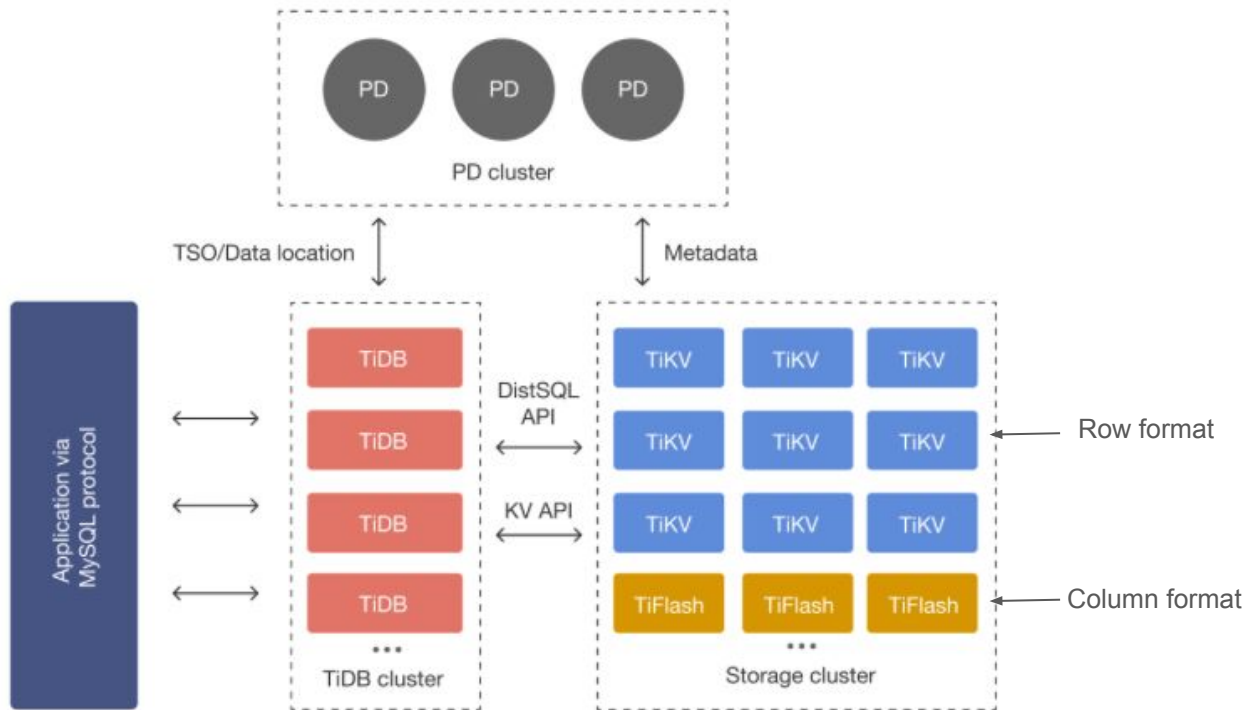 PD PD PD
PD cluster
TSO/Data location
Metadata
Application via
MySQL protocol
TiDB
TiDB
TiDB
TiDB
•••
TiDB cluster
DistSQL
API
KV API
TiKV TiKV TiKV
TiKV TiKV TiKV
TiKV TiKV TiKV
TiFlash TiFlash TiFlash
•••
Storage cluster
Row format
Column format